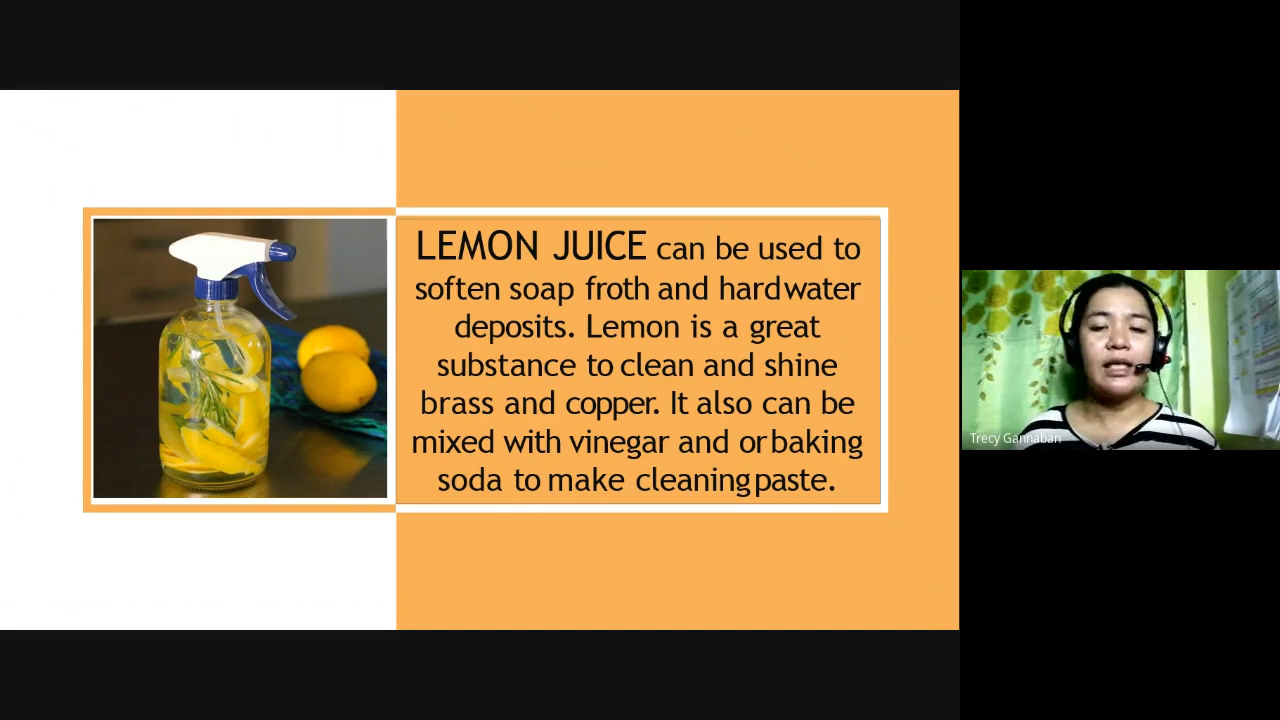 LEMON JUICE can be used to
soften soap froth and hardwater
deposits. Lemon is a great
substance to clean and shine
brass and copper. It also can be
mixed with vinegar and or baking
soda to make cleaning paste.
Trecy Gannaban